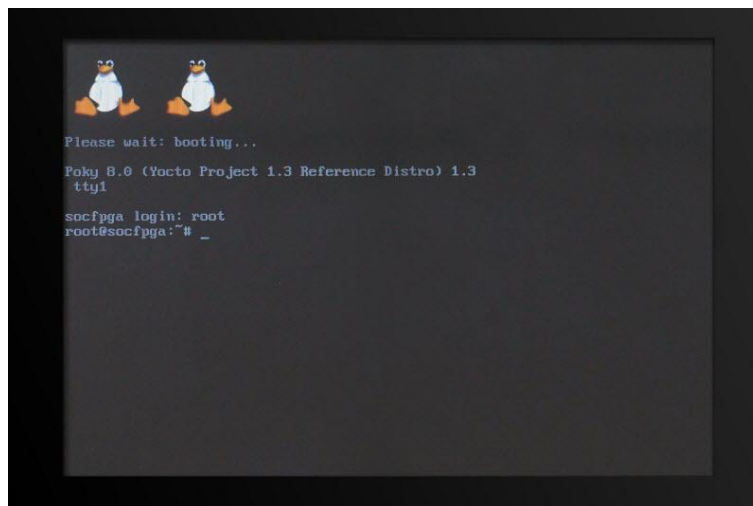 Please wait: booting...
Poky 8.0 (Yocto Project 1.3 Reference Distro) 1.3
tty1
socfpga login: root
root@socfpga:~# _